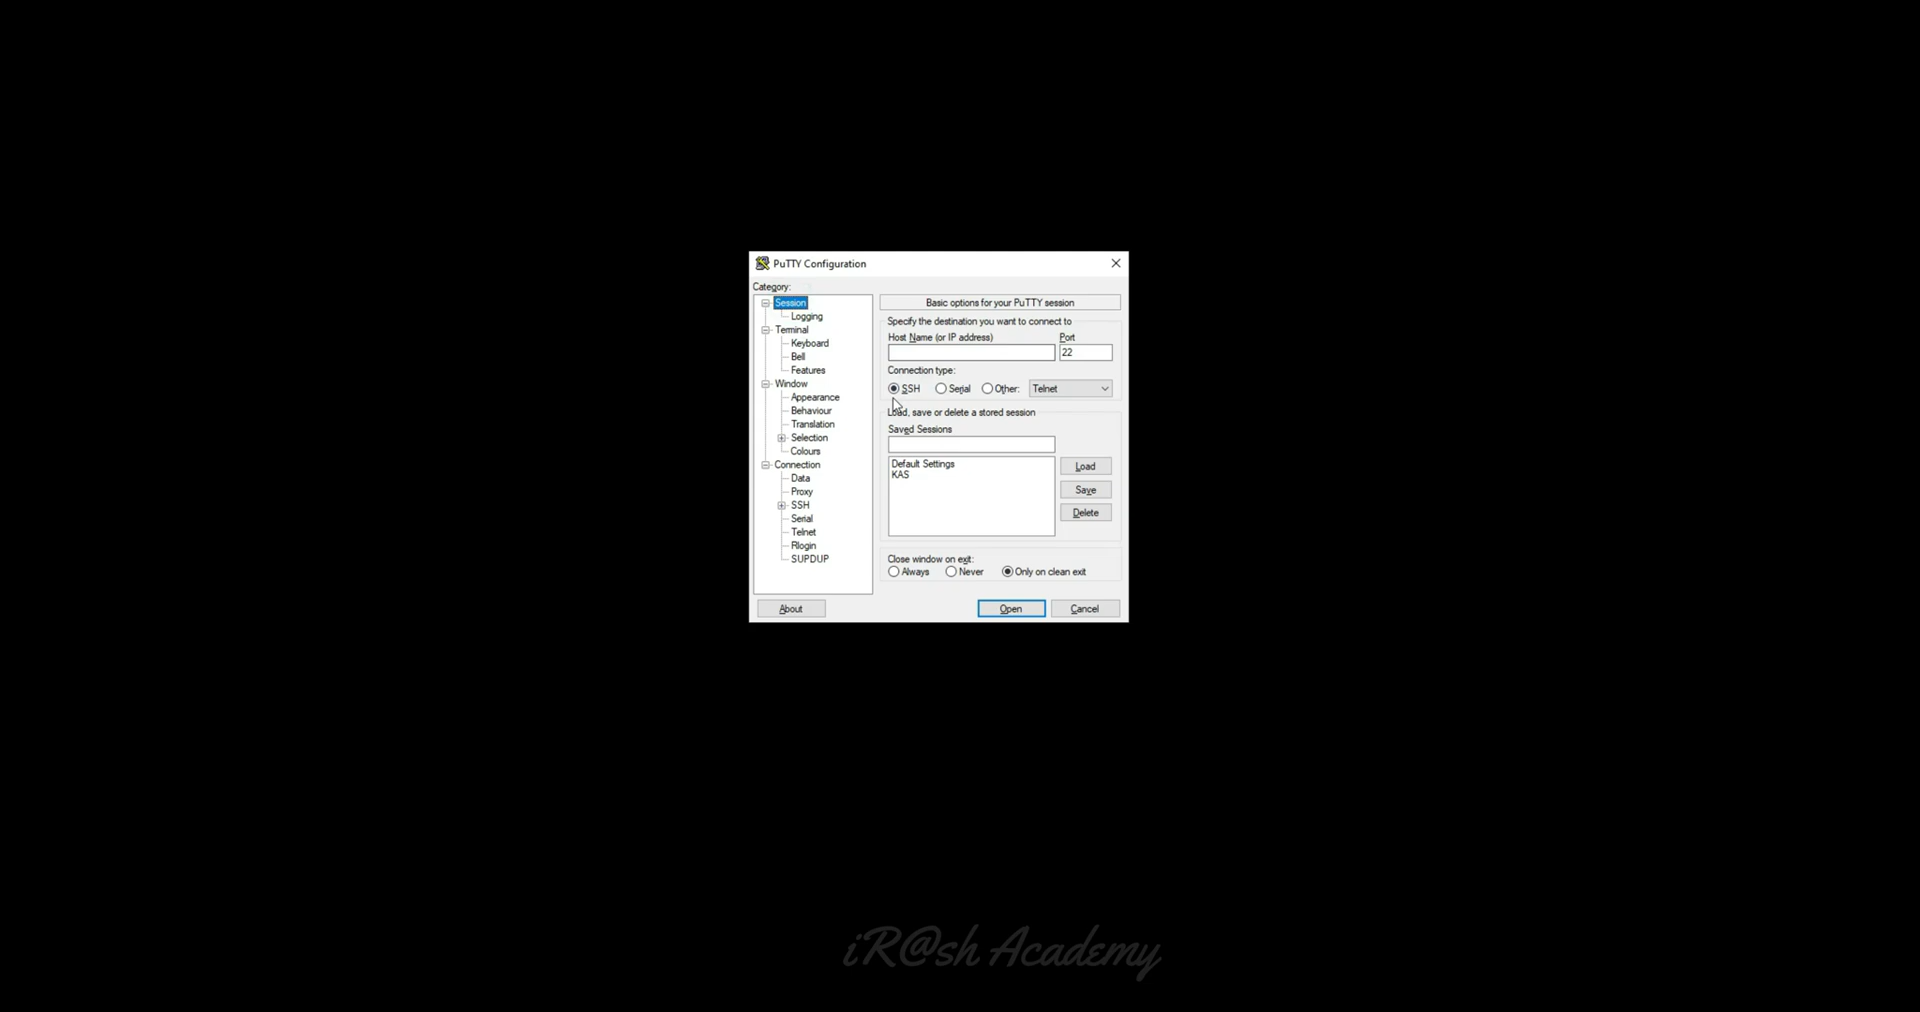 PuTTY Configuration
Category:
Session
Logging
Terminal
Keyboard
Bell
Features
Window
Appearance
Behaviour
Translation
Selection
Colours
Connection
Data
Proxy
SSH
Serial
Telnet
Rlogin
SUPDUP
Basic options for your PuTTY session
Specify the destination you want to connect to
Host Name (or IP address) Port
22
Connection type:
SSH Serial Other: Telnet
Load, save or delete a stored session
Saved Sessions
Default Settings
KAS
Load
Save
Delete
Close window on exit:
Always Never Only on clean exit
About Open Cancel
iR@sh Academy